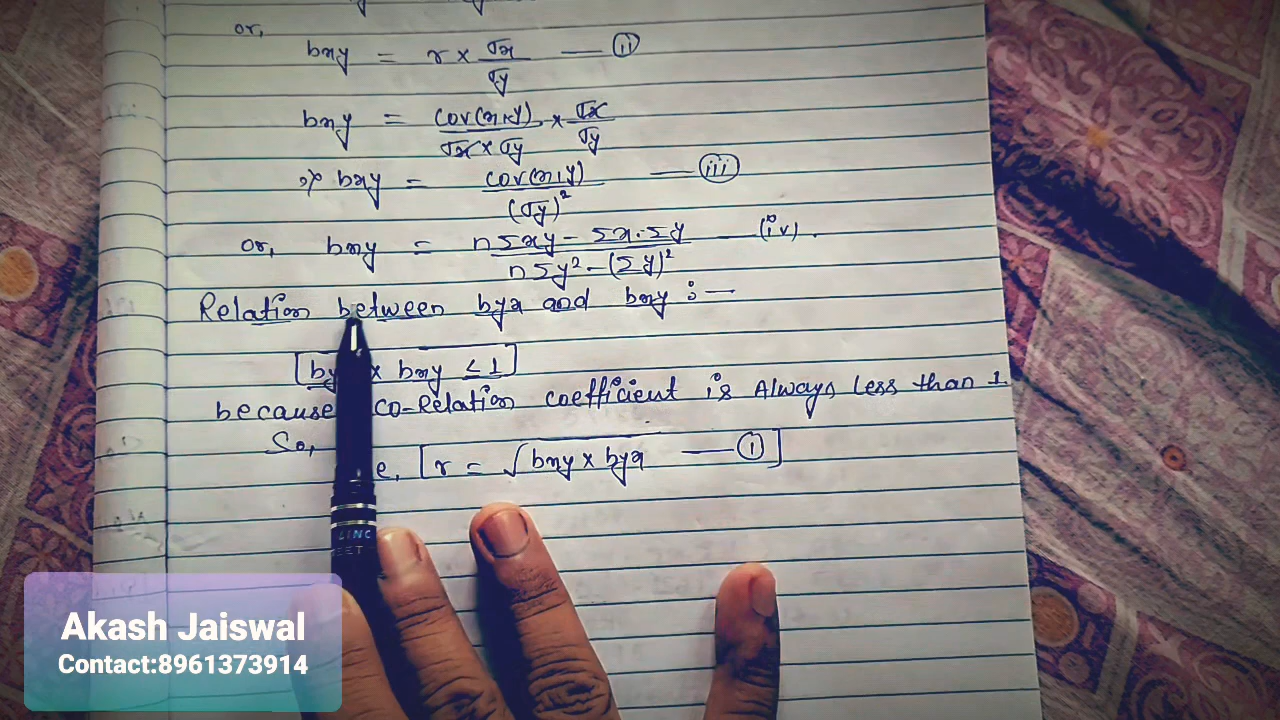 or,
bxy = r × σx / σy — (ii)
bxy = cov(x,y) / σx × σy × σx / σy
bxy = cov(x,y) / (σy)² — (iii)
or, bxy = nΣxy - Σx.Σy / nΣy² - (Σy)² — (iv).
Relation between byx and bxy :—
[by × bxy ≤ 1]
because co-Relation coefficient is Always Less than 1.
So,
e, [r = √bxy × byx — (i)]
LINC
Akash Jaiswal
Contact:8961373914